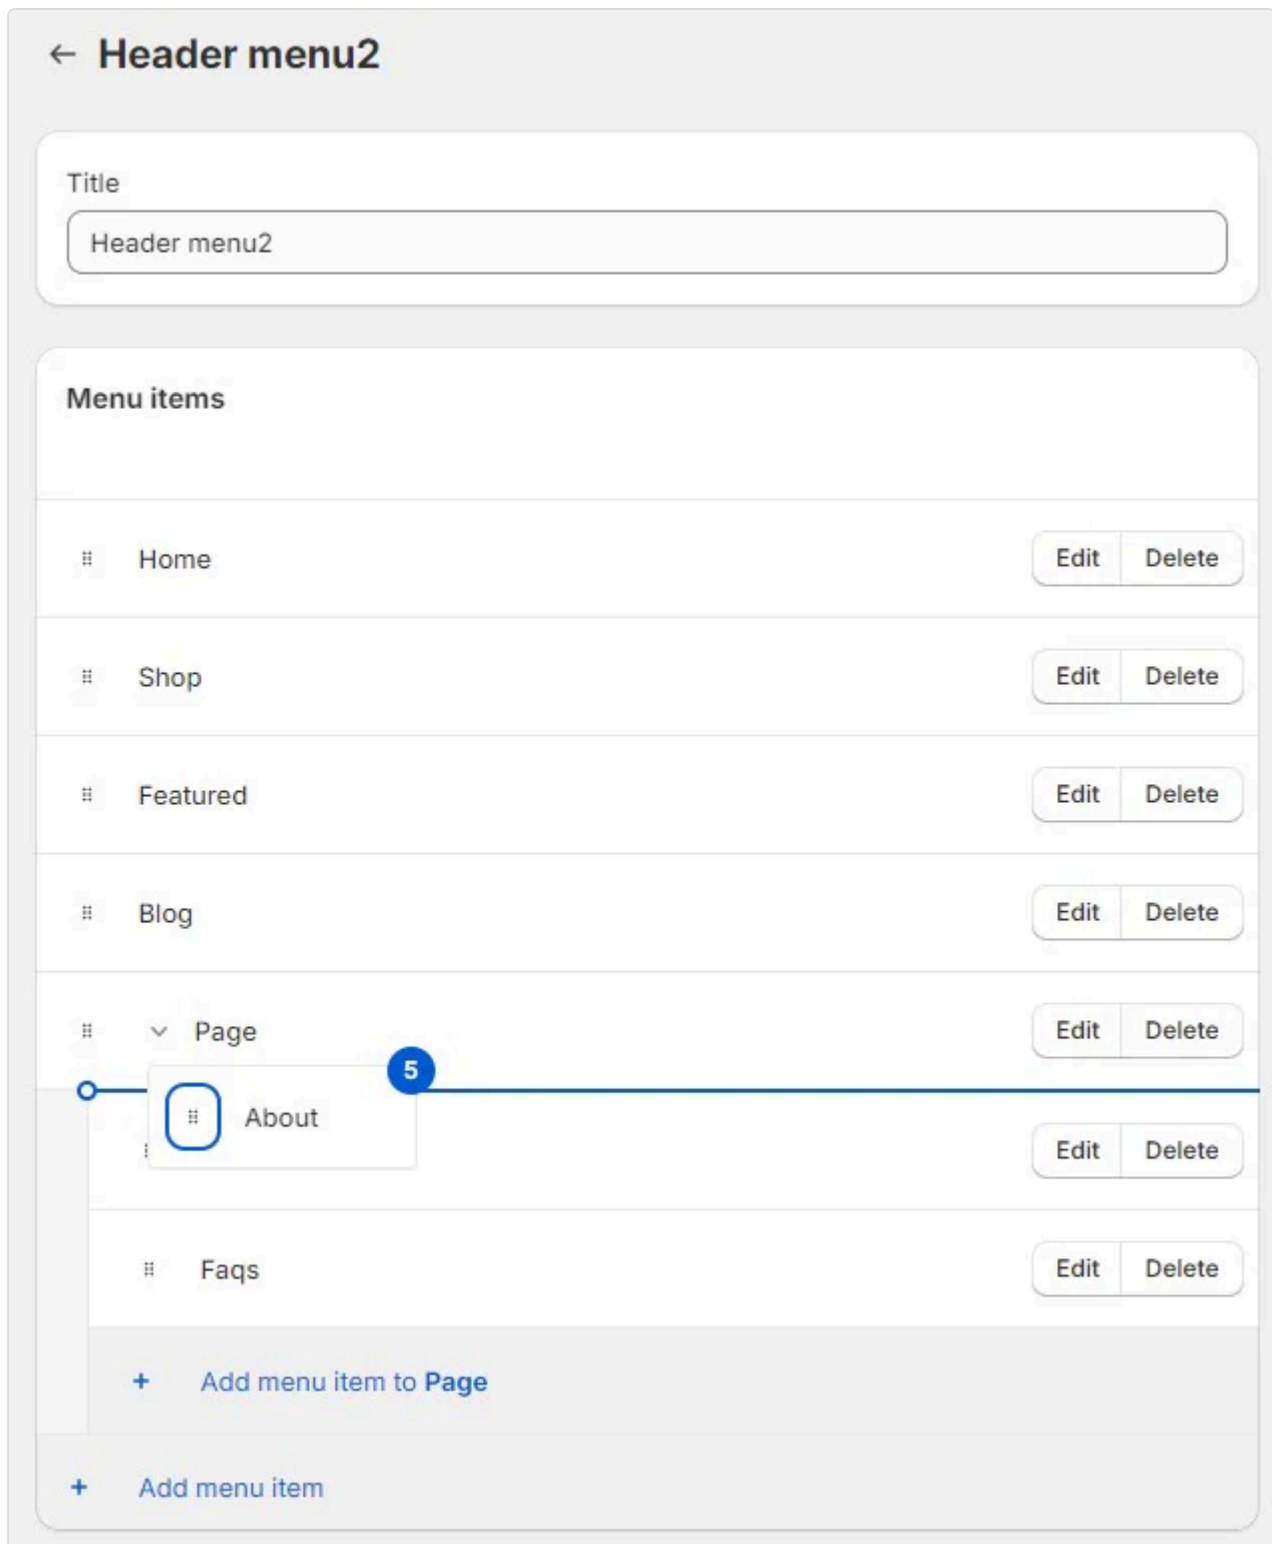 Header menu2
Title
Header menu2
Menu items
Home Edit Delete
Shop Edit Delete
Featured Edit Delete
Blog Edit Delete
Page Edit Delete
5
About
Edit Delete
Faqs Edit Delete
+ Add menu item to Page
+ Add menu item